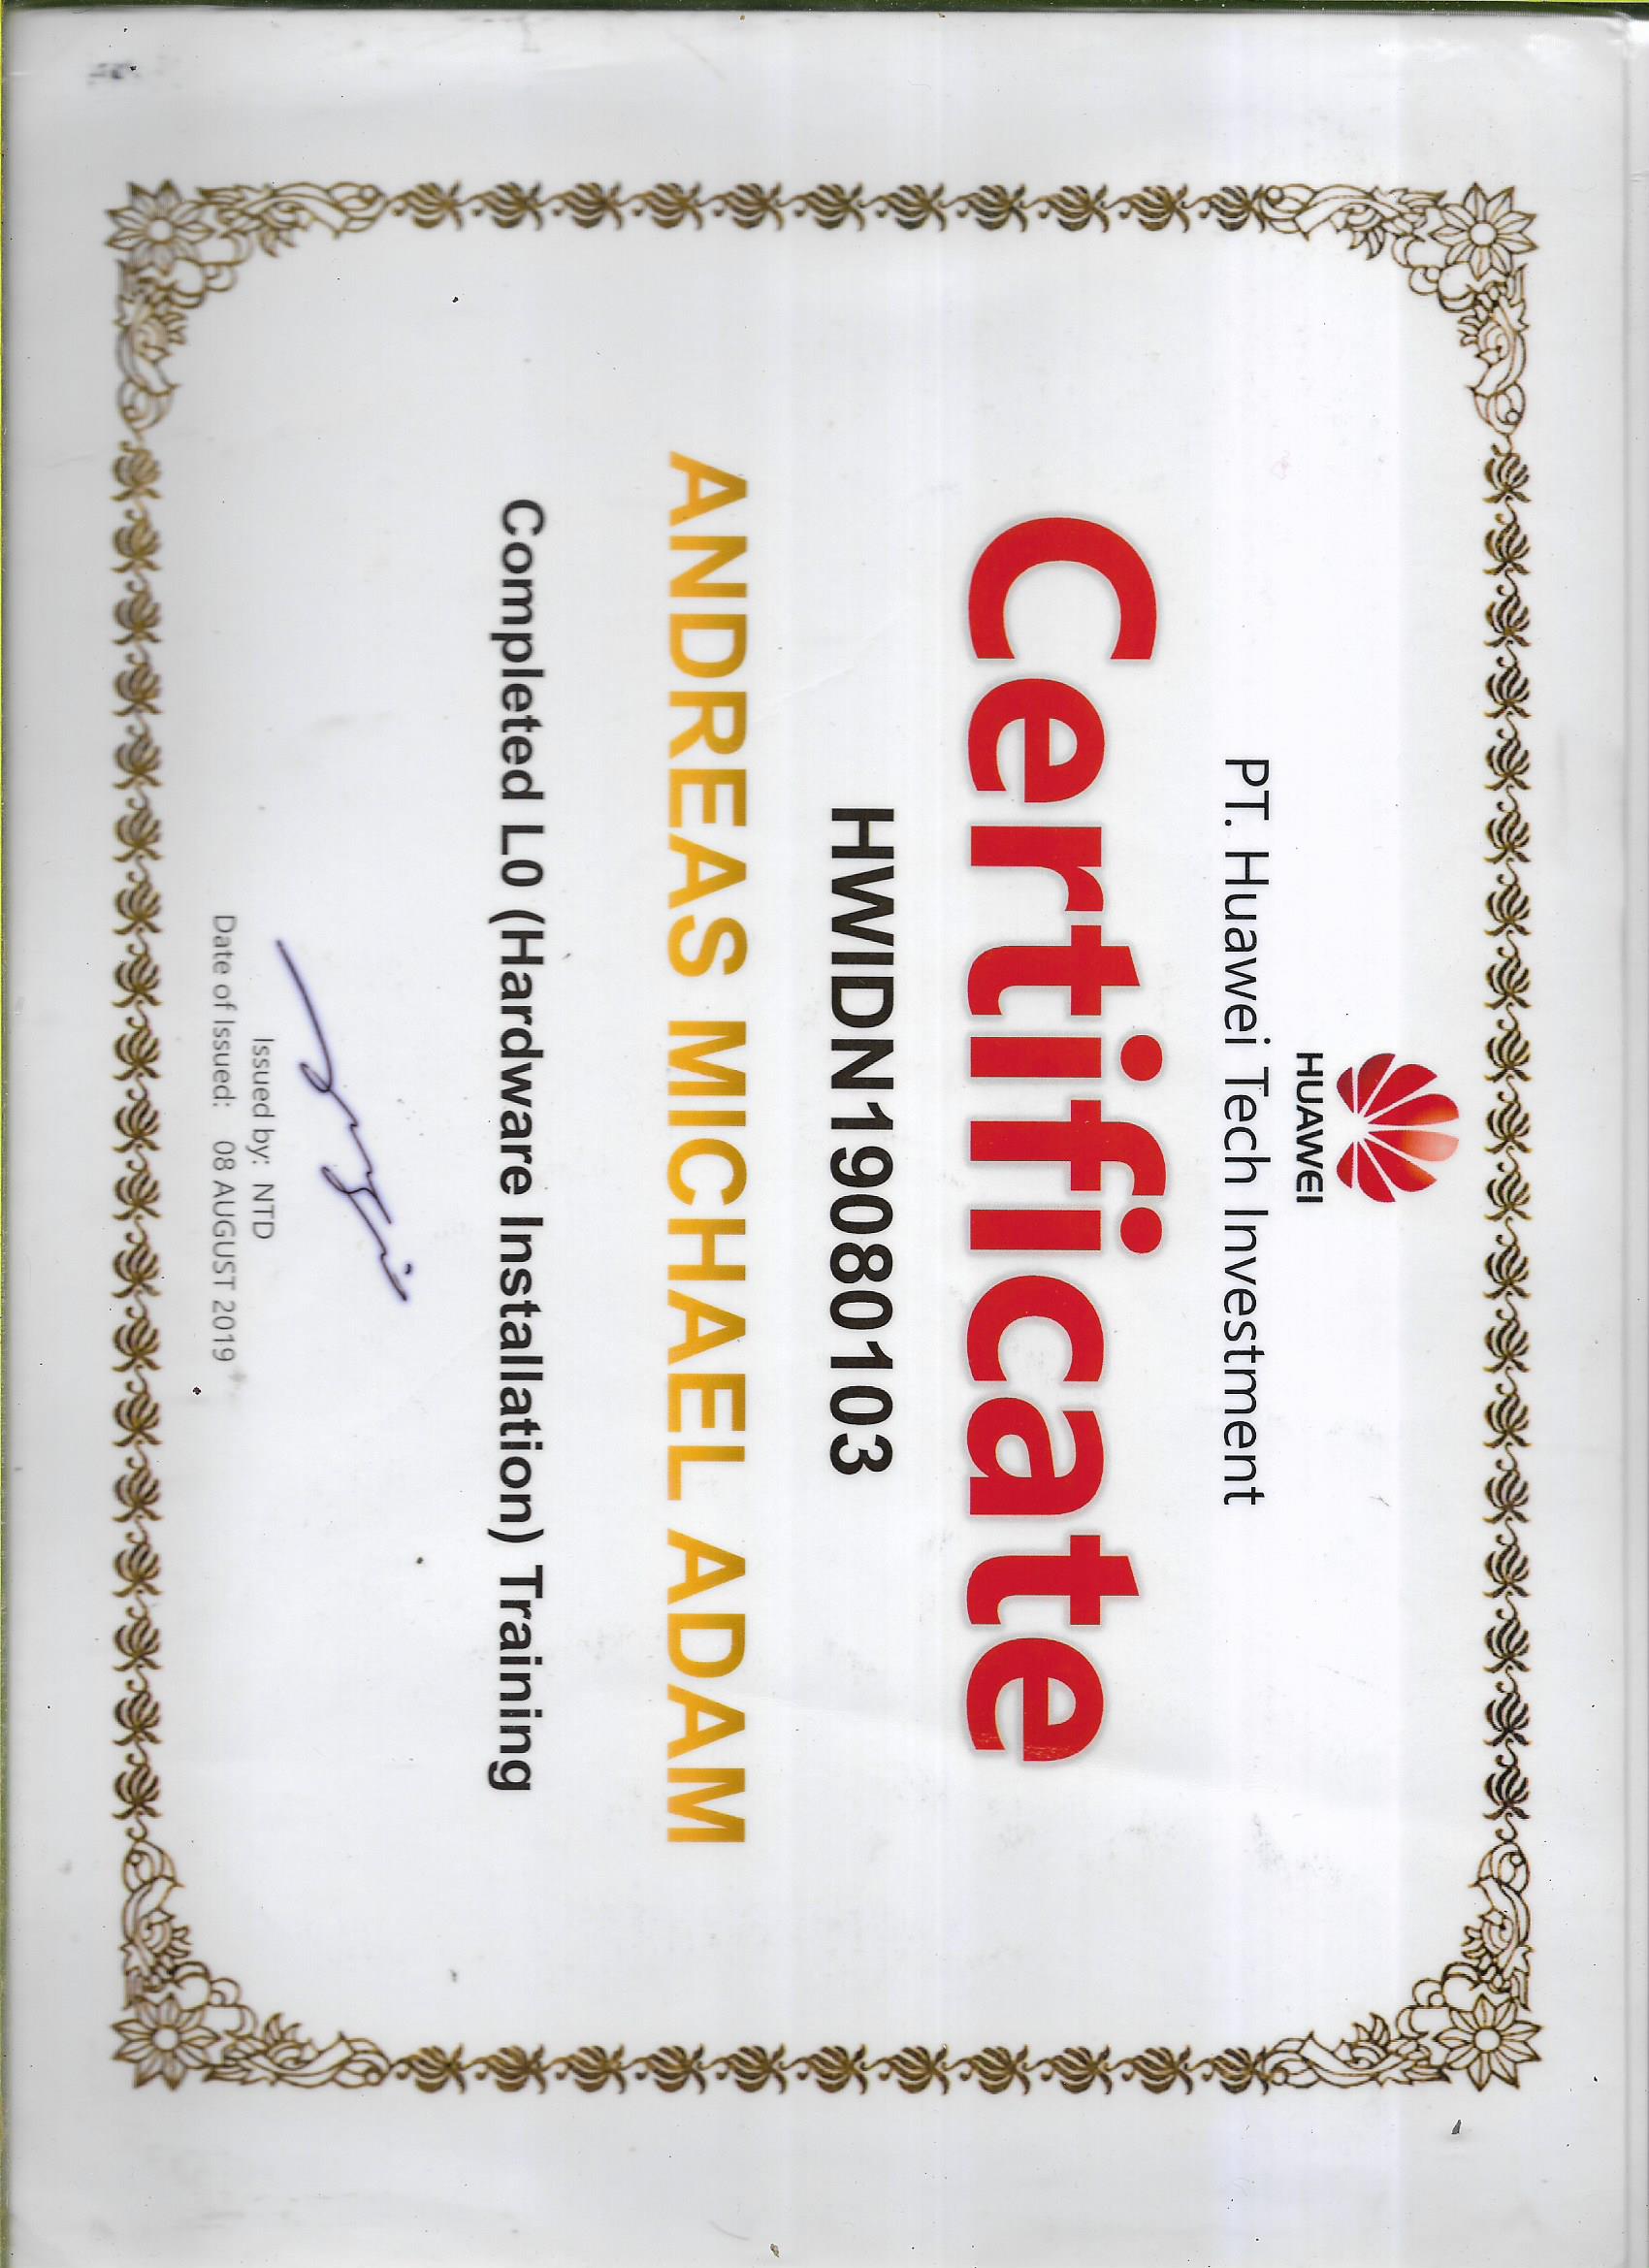 HUAWEI
PT. Huawei Tech Investment
Certificate
HWIDN19080103
ANDREAS MICHAEL ADAM
Completed L0 (Hardware Installation) Training
Issued by: NTD
Date of Issued: 08 AUGUST 2019